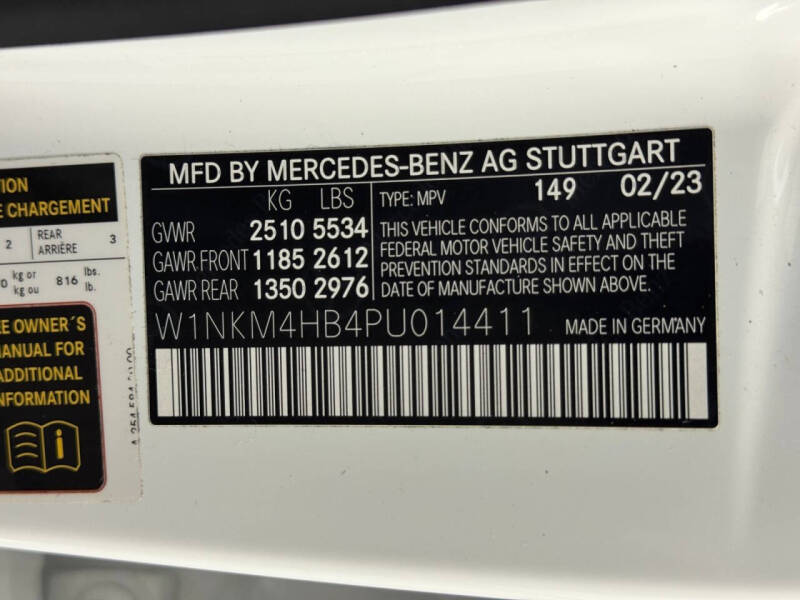 TION
E CHARGEMENT
2 REAR ARRIÈRE 3
0 kg or kg ou 816 lbs. lb.
EE OWNER´S
MANUAL FOR
ADDITIONAL
INFORMATION
MFD BY MERCEDES-BENZ AG STUTTGART
KG LBS
GVWR 2510 5534
GAWR FRONT 1185 2612
GAWR REAR 1350 2976
TYPE: MPV 149 02/23
THIS VEHICLE CONFORMS TO ALL APPLICABLE
FEDERAL MOTOR VEHICLE SAFETY AND THEFT
PREVENTION STANDARDS IN EFFECT ON THE
DATE OF MANUFACTURE SHOWN ABOVE.
W1NKM4HB4PU014411 MADE IN GERMANY